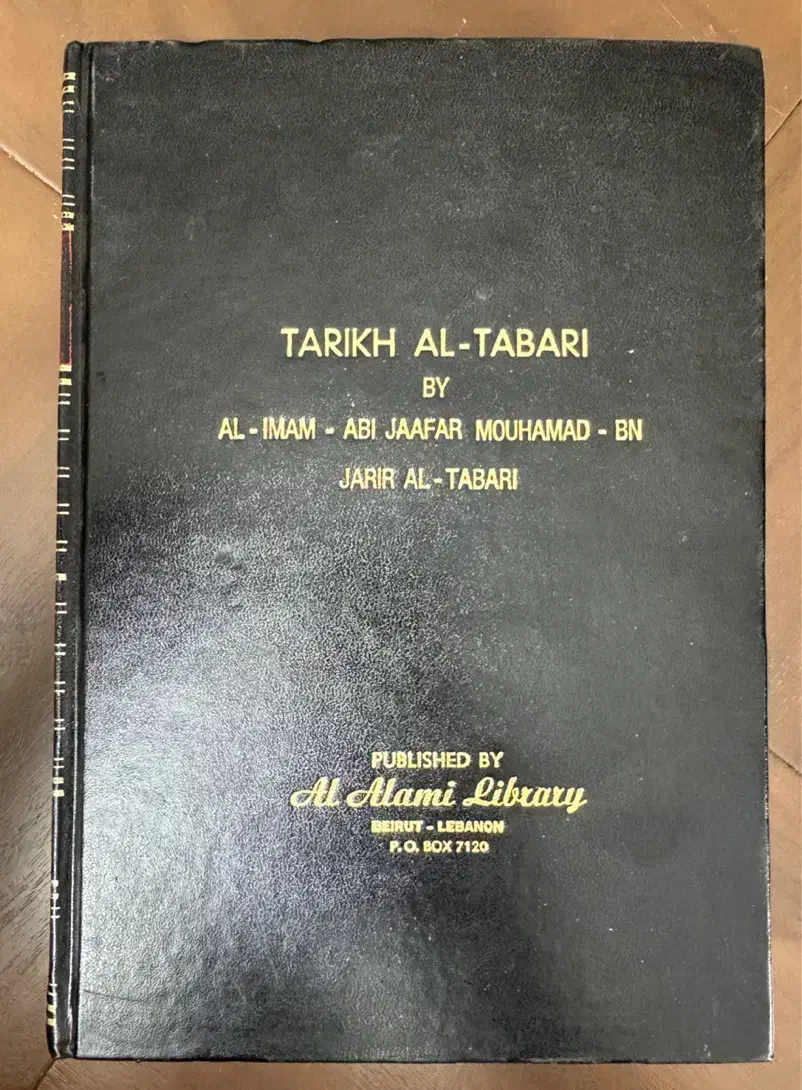 TARIKH AL-TABARI
BY
AL-IMAM - ABI JAAFAR MOUHAMAD - BN
JARIR AL-TABARI
PUBLISHED BY
Al Alami Library
BEIRUT - LEBANON
P. O. BOX 7120